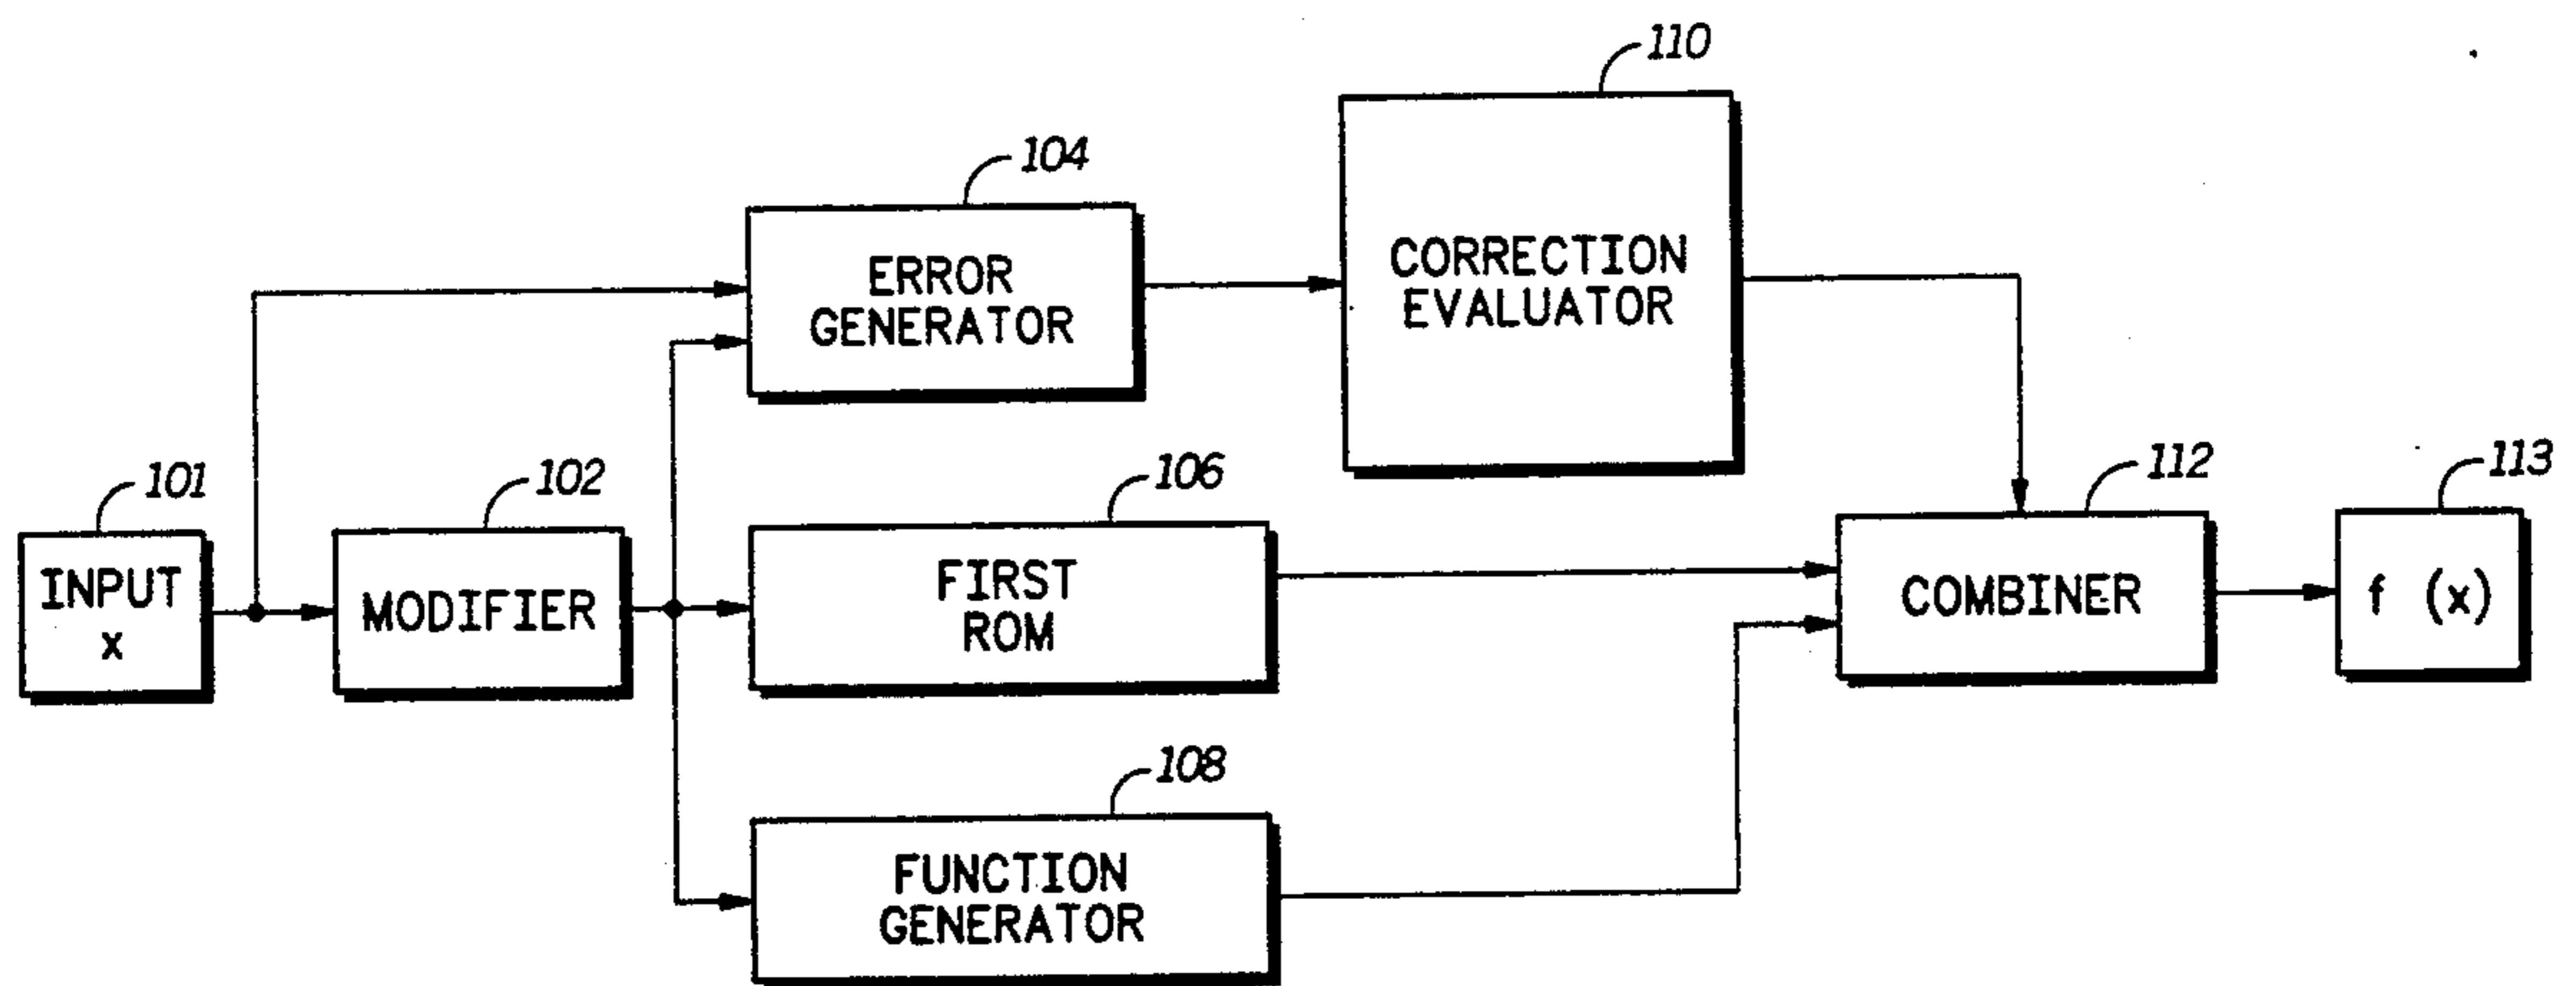 110
104
ERROR
GENERATOR
CORRECTION
EVALUATOR
101
102
106
112
113
INPUT
x
MODIFIER
FIRST
ROM
COMBINER
f (x)
108
FUNCTION
GENERATOR